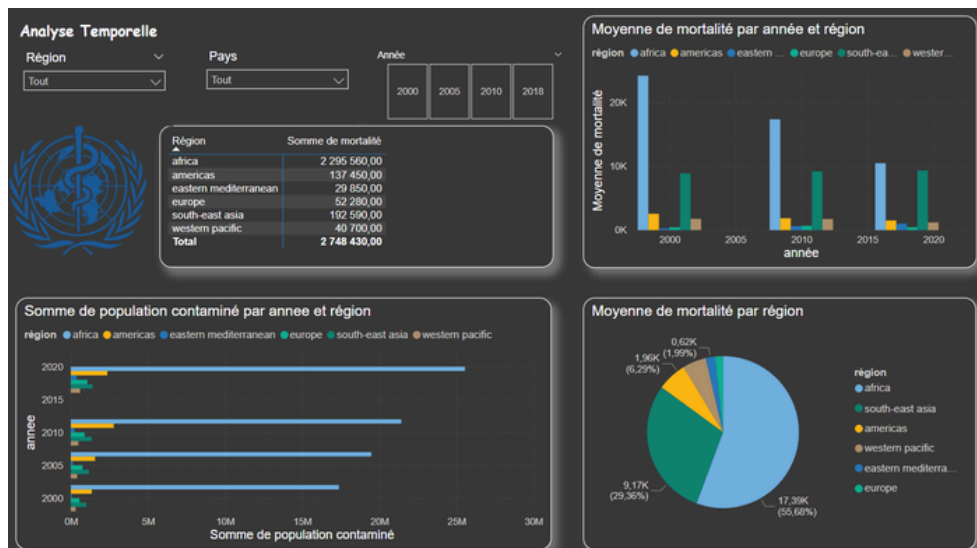 Analyse Temporelle
Région
Tout
Pays
Tout
Année
2000 2005 2010 2018
Région Somme de mortalité
africa 2 295 560,00
americas 137 450,00
eastern mediterranean 29 850,00
europe 52 280,00
south-east asia 192 590,00
western pacific 40 700,00
Total 2 748 430,00
Moyenne de mortalité par année et région
région africa americas eastern ... europe south-ea... wester...
Moyenne de mortalité
20K
10K
0K
2000 2005 2010 2015 2020
année
Somme de population contaminé par annee et région
région africa americas eastern mediterranean europe south-east asia western pacific
annee
2020
2015
2010
2005
2000
0M 5M 10M 15M 20M 25M 30M
Somme de population contaminé
Moyenne de mortalité par région
0,62K
(1,99%)
1,96K
(6,29%)
9,17K
(29,36%)
17,39K
(55,68%)
région
africa
south-east asia
americas
western pacific
eastern mediterra...
europe